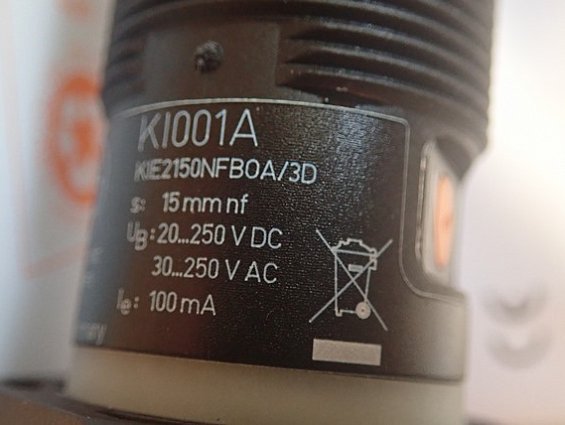 KI001A
KIE2150NFBOA/3D
s: 15 mm nf
UB: 20...250 V DC
30...250 V AC
Ie: 100 mA